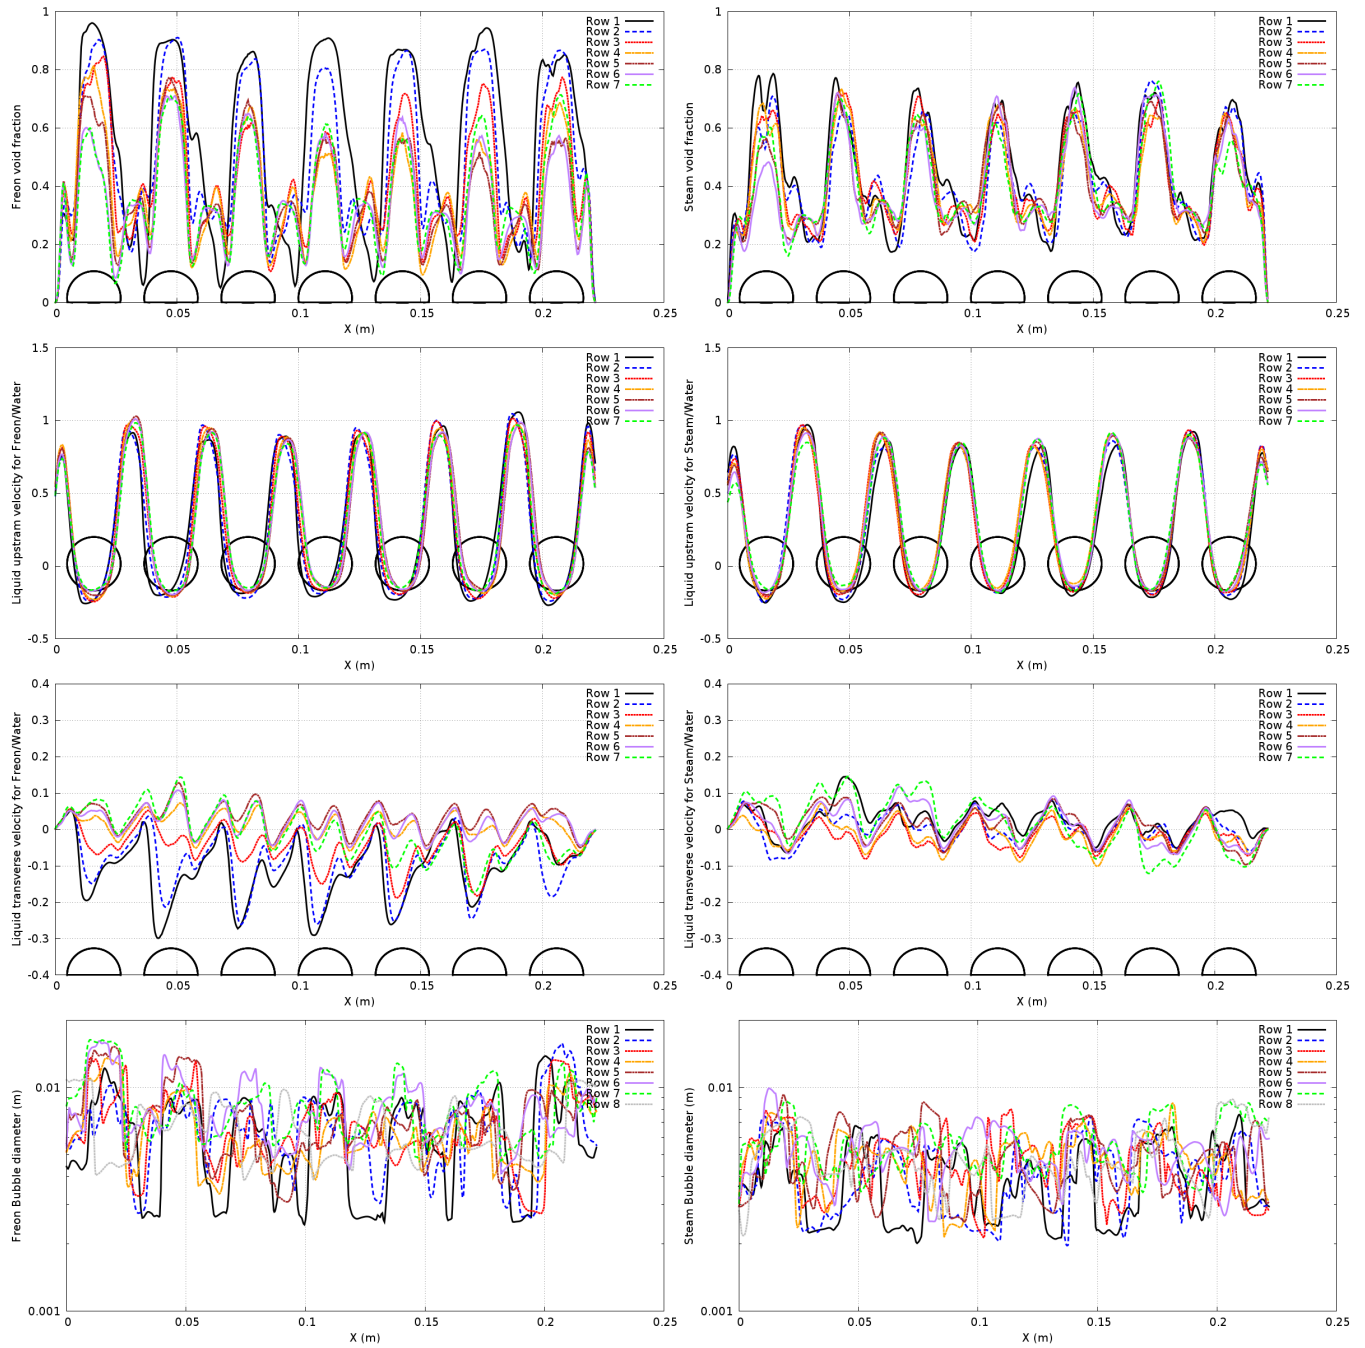 Freon void fraction
1
0.8
0.6
0.4
0.2
0
0
0.05
0.1
0.15
0.2
0.25
X (m)
Row 1
Row 2
Row 3
Row 4
Row 5
Row 6
Row 7
Steam void fraction
1
0.8
0.6
0.4
0.2
0
0
0.05
0.1
0.15
0.2
0.25
X (m)
Row 1
Row 2
Row 3
Row 4
Row 5
Row 6
Row 7
Liquid upstram velocity for Freon/Water
1.5
1
0.5
0
-0.5
0
0.05
0.1
0.15
0.2
0.25
X (m)
Row 1
Row 2
Row 3
Row 4
Row 5
Row 6
Row 7
Liquid upstram velocity for Steam/Water
1.5
1
0.5
0
-0.5
0
0.05
0.1
0.15
0.2
0.25
X (m)
Row 1
Row 2
Row 3
Row 4
Row 5
Row 6
Row 7
Liquid transverse velocity for Freon/Water
0.4
0.3
0.2
0.1
0
-0.1
-0.2
-0.3
-0.4
0
0.05
0.1
0.15
0.2
0.25
X (m)
Row 1
Row 2
Row 3
Row 4
Row 5
Row 6
Row 7
Liquid transverse velocity for Steam/Water
0.4
0.3
0.2
0.1
0
-0.1
-0.2
-0.3
-0.4
0
0.05
0.1
0.15
0.2
0.25
X (m)
Row 1
Row 2
Row 3
Row 4
Row 5
Row 6
Row 7
Freon Bubble diameter (m)
0.01
0.001
0
0.05
0.1
0.15
0.2
0.25
X (m)
Row 1
Row 2
Row 3
Row 4
Row 5
Row 6
Row 7
Row 8
Steam Bubble diameter (m)
0.01
0.001
0
0.05
0.1
0.15
0.2
0.25
X (m)
Row 1
Row 2
Row 3
Row 4
Row 5
Row 6
Row 7
Row 8